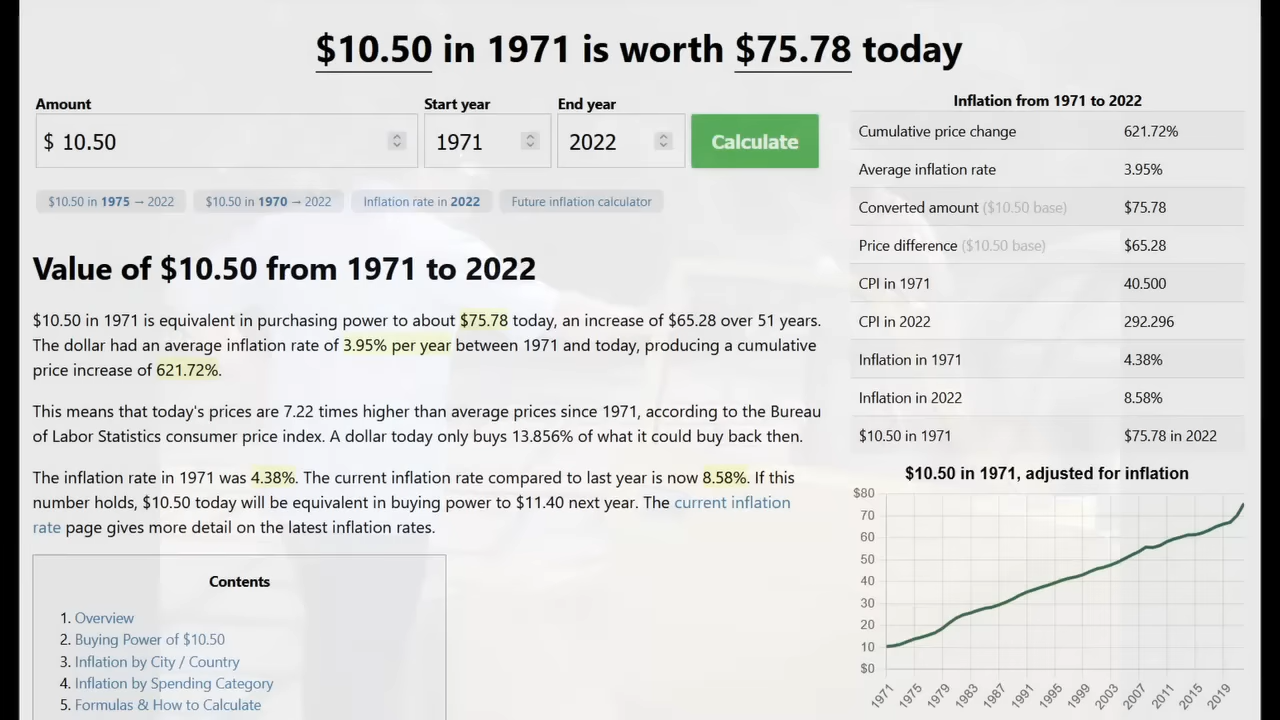 $10.50 in 1971 is worth $75.78 today
Amount
Start year
End year
$ 10.50
1971
2022
Calculate
$10.50 in 1975 → 2022
$10.50 in 1970 → 2022
Inflation rate in 2022
Future inflation calculator
Value of $10.50 from 1971 to 2022
$10.50 in 1971 is equivalent in purchasing power to about $75.78 today, an increase of $65.28 over 51 years.
The dollar had an average inflation rate of 3.95% per year between 1971 and today, producing a cumulative
price increase of 621.72%.
This means that today's prices are 7.22 times higher than average prices since 1971, according to the Bureau
of Labor Statistics consumer price index. A dollar today only buys 13.856% of what it could buy back then.
The inflation rate in 1971 was 4.38%. The current inflation rate compared to last year is now 8.58%. If this
number holds, $10.50 today will be equivalent in buying power to $11.40 next year. The current inflation
rate page gives more detail on the latest inflation rates.
Contents
1. Overview
2. Buying Power of $10.50
3. Inflation by City / Country
4. Inflation by Spending Category
5. Formulas & How to Calculate
Inflation from 1971 to 2022
Cumulative price change 621.72%
Average inflation rate 3.95%
Converted amount ($10.50 base) $75.78
Price difference ($10.50 base) $65.28
CPI in 1971 40.500
CPI in 2022 292.296
Inflation in 1971 4.38%
Inflation in 2022 8.58%
$10.50 in 1971 $75.78 in 2022
$10.50 in 1971, adjusted for inflation
$80
70
60
50
40
30
20
10
$0
1971 1975 1979 1983 1987 1991 1995 1999 2003 2007 2011 2015 2019